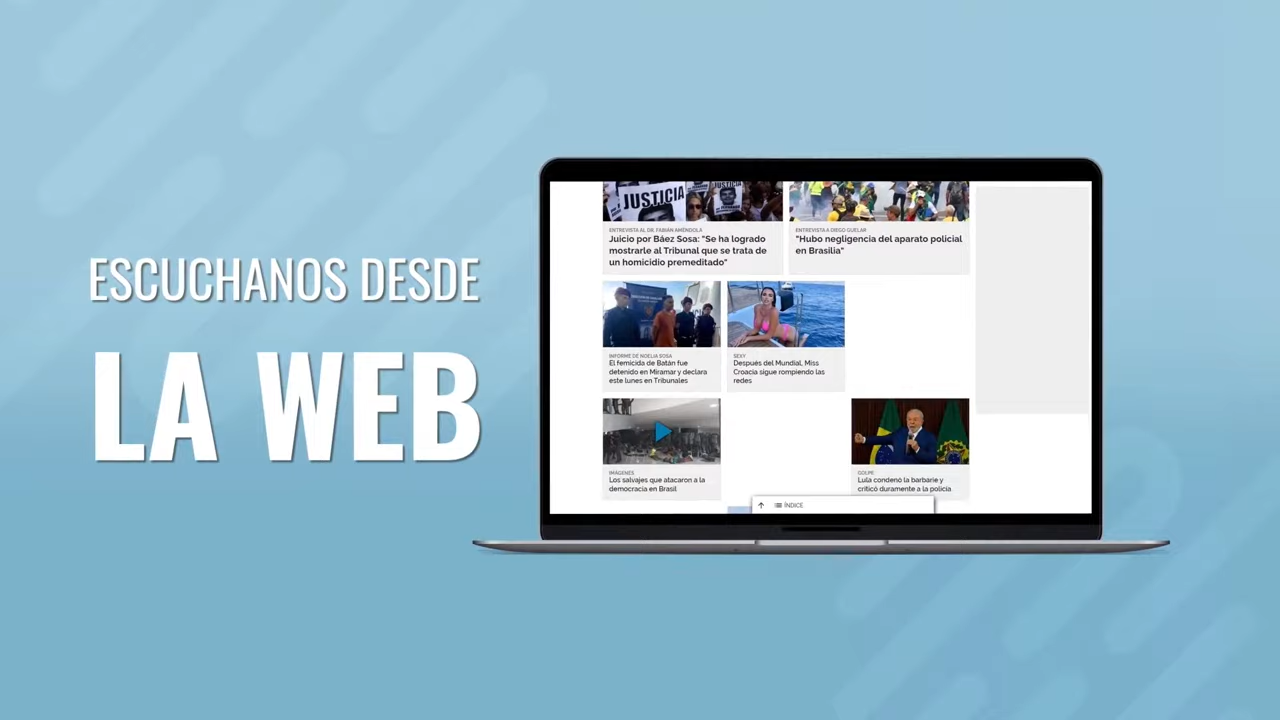 ESCUCHANOS DESDE
LA WEB
JUSTICIA
JUSTICIA
ENTREVISTA AL DR. FABIÁN AMÉNDOLA
Juicio por Báez Sosa: "Se ha logrado
mostrarle al Tribunal que se trata de
un homicidio premeditado"
ENTREVISTA A DIEGO GUELAR
"Hubo negligencia del aparato policial
en Brasilia"
INFORME DE NOELIA SOSA
El femicida de Batán fue
detenido en Miramar y declara
este lunes en Tribunales
SEXY
Después del Mundial, Miss
Croacia sigue rompiendo las
redes
IMÁGENES
Los salvajes que atacaron a la
democracia en Brasil
GOLPE
Lula condenó la barbarie y
criticó duramente a la policía
ÍNDICE